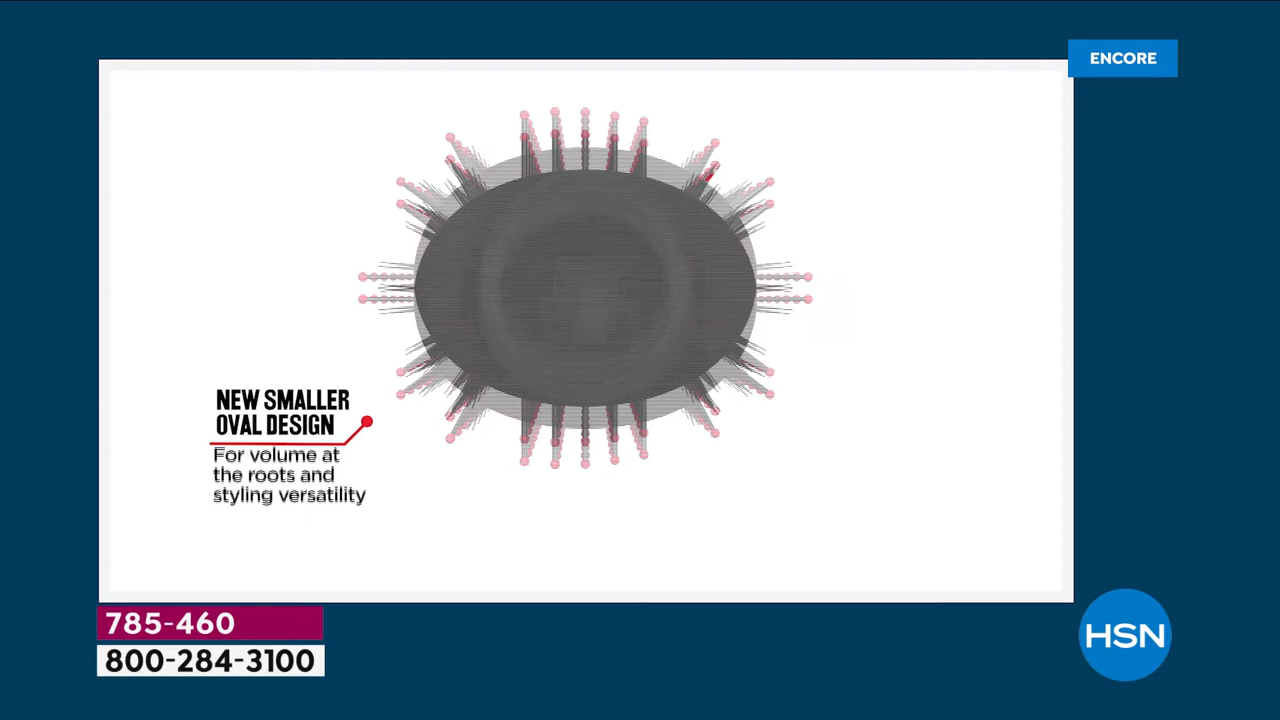 ENCORE
NEW SMALLER
OVAL DESIGN
For volume at
the roots and
styling versatility
785-460
800-284-3100
HSN